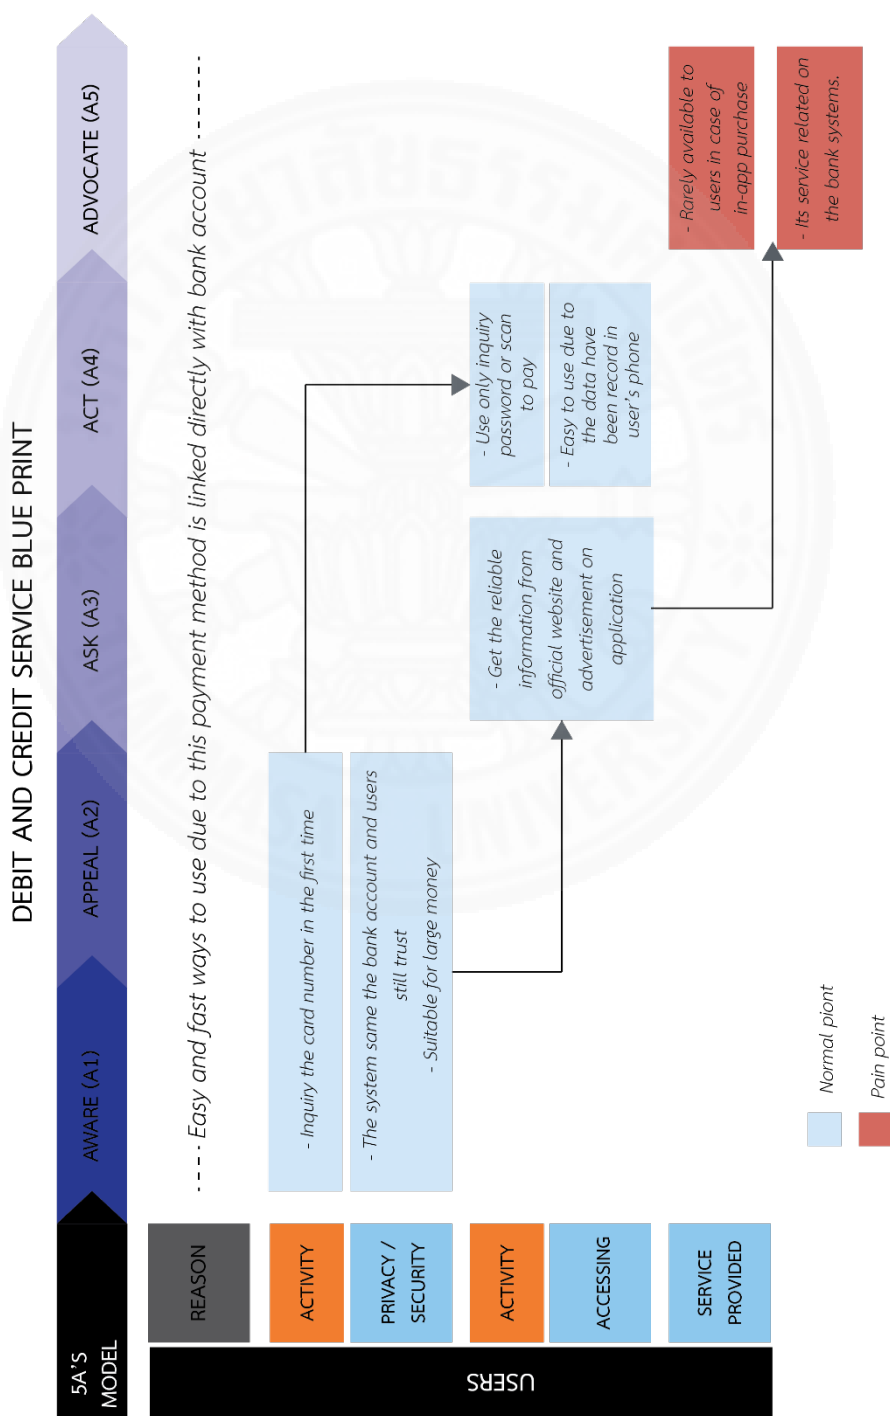 DEBIT AND CREDIT SERVICE BLUE PRINT
5A'S
MODEL
AWARE (A1)
APPEAL (A2)
ASK (A3)
ACT (A4)
ADVOCATE (A5)
USERS
REASON
Easy and fast ways to use due to this payment method is linked directly with bank account
ACTIVITY
- Inquiry the card number in the first time
PRIVACY /
SECURITY
- The system same the bank account and users
still trust
- Suitable for large money
ACTIVITY
ACCESSING
- Get the reliable
information from
official website and
advertisement on
application
- Use only inquiry
password or scan
to pay
- Easy to use due to
the data have
been record in
user's phone
SERVICE
PROVIDED
- Rarely available to
users in case of
in-app purchase
- Its service related on
the bank systems.
Normal piont
Pain point
THAMMASAT UNIVERSITY